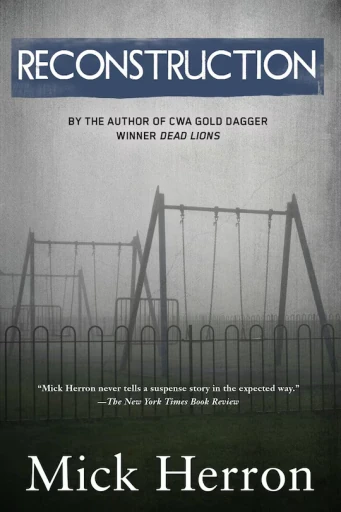 RECONSTRUCTION
BY THE AUTHOR OF CWA GOLD DAGGER
WINNER DEAD LIONS
“Mick Herron never tells a suspense story in the expected way.”
—The New York Times Book Review
Mick Herron